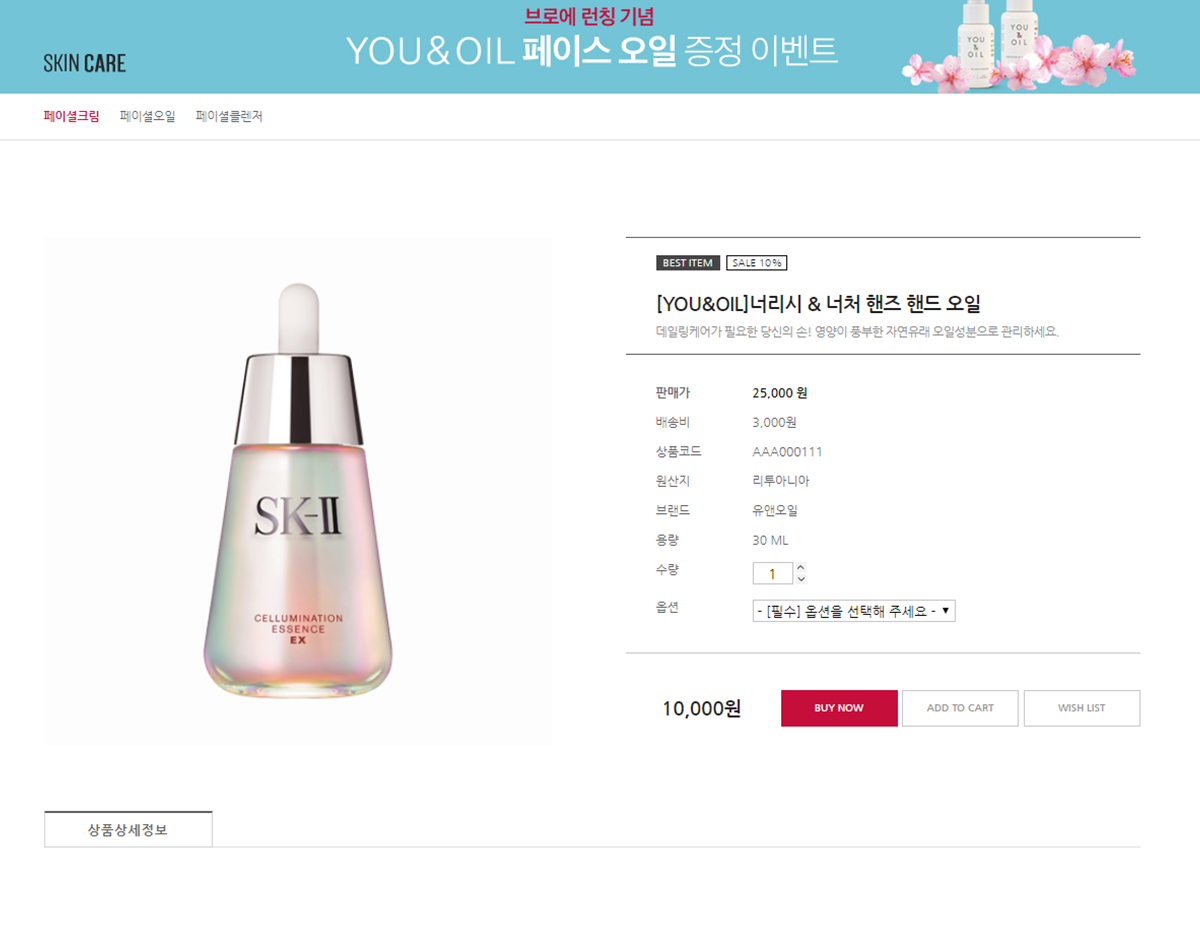 브로에 런칭 기념
YOU&OIL 페이스 오일 증정 이벤트
SKIN CARE
YOU
&
OIL
YOU
&
OIL
페이셜크림 페이셜오일 페이셜클렌저
BEST ITEM SALE 10%
[YOU&OIL]너리시 & 너처 핸즈 핸드 오일
데일링케어가 필요한 당신의 손! 영양이 풍부한 자연유래 오일성분으로 관리하세요.
판매가 25,000 원
배송비 3,000원
상품코드 AAA000111
원산지 리투아니아
브랜드 유앤오일
용량 30 ML
수량 1
옵션 - [필수] 옵션을 선택해 주세요 -
SK-II
CELLUMINATION
ESSENCE
EX
10,000원 BUY NOW ADD TO CART WISH LIST
상품상세정보